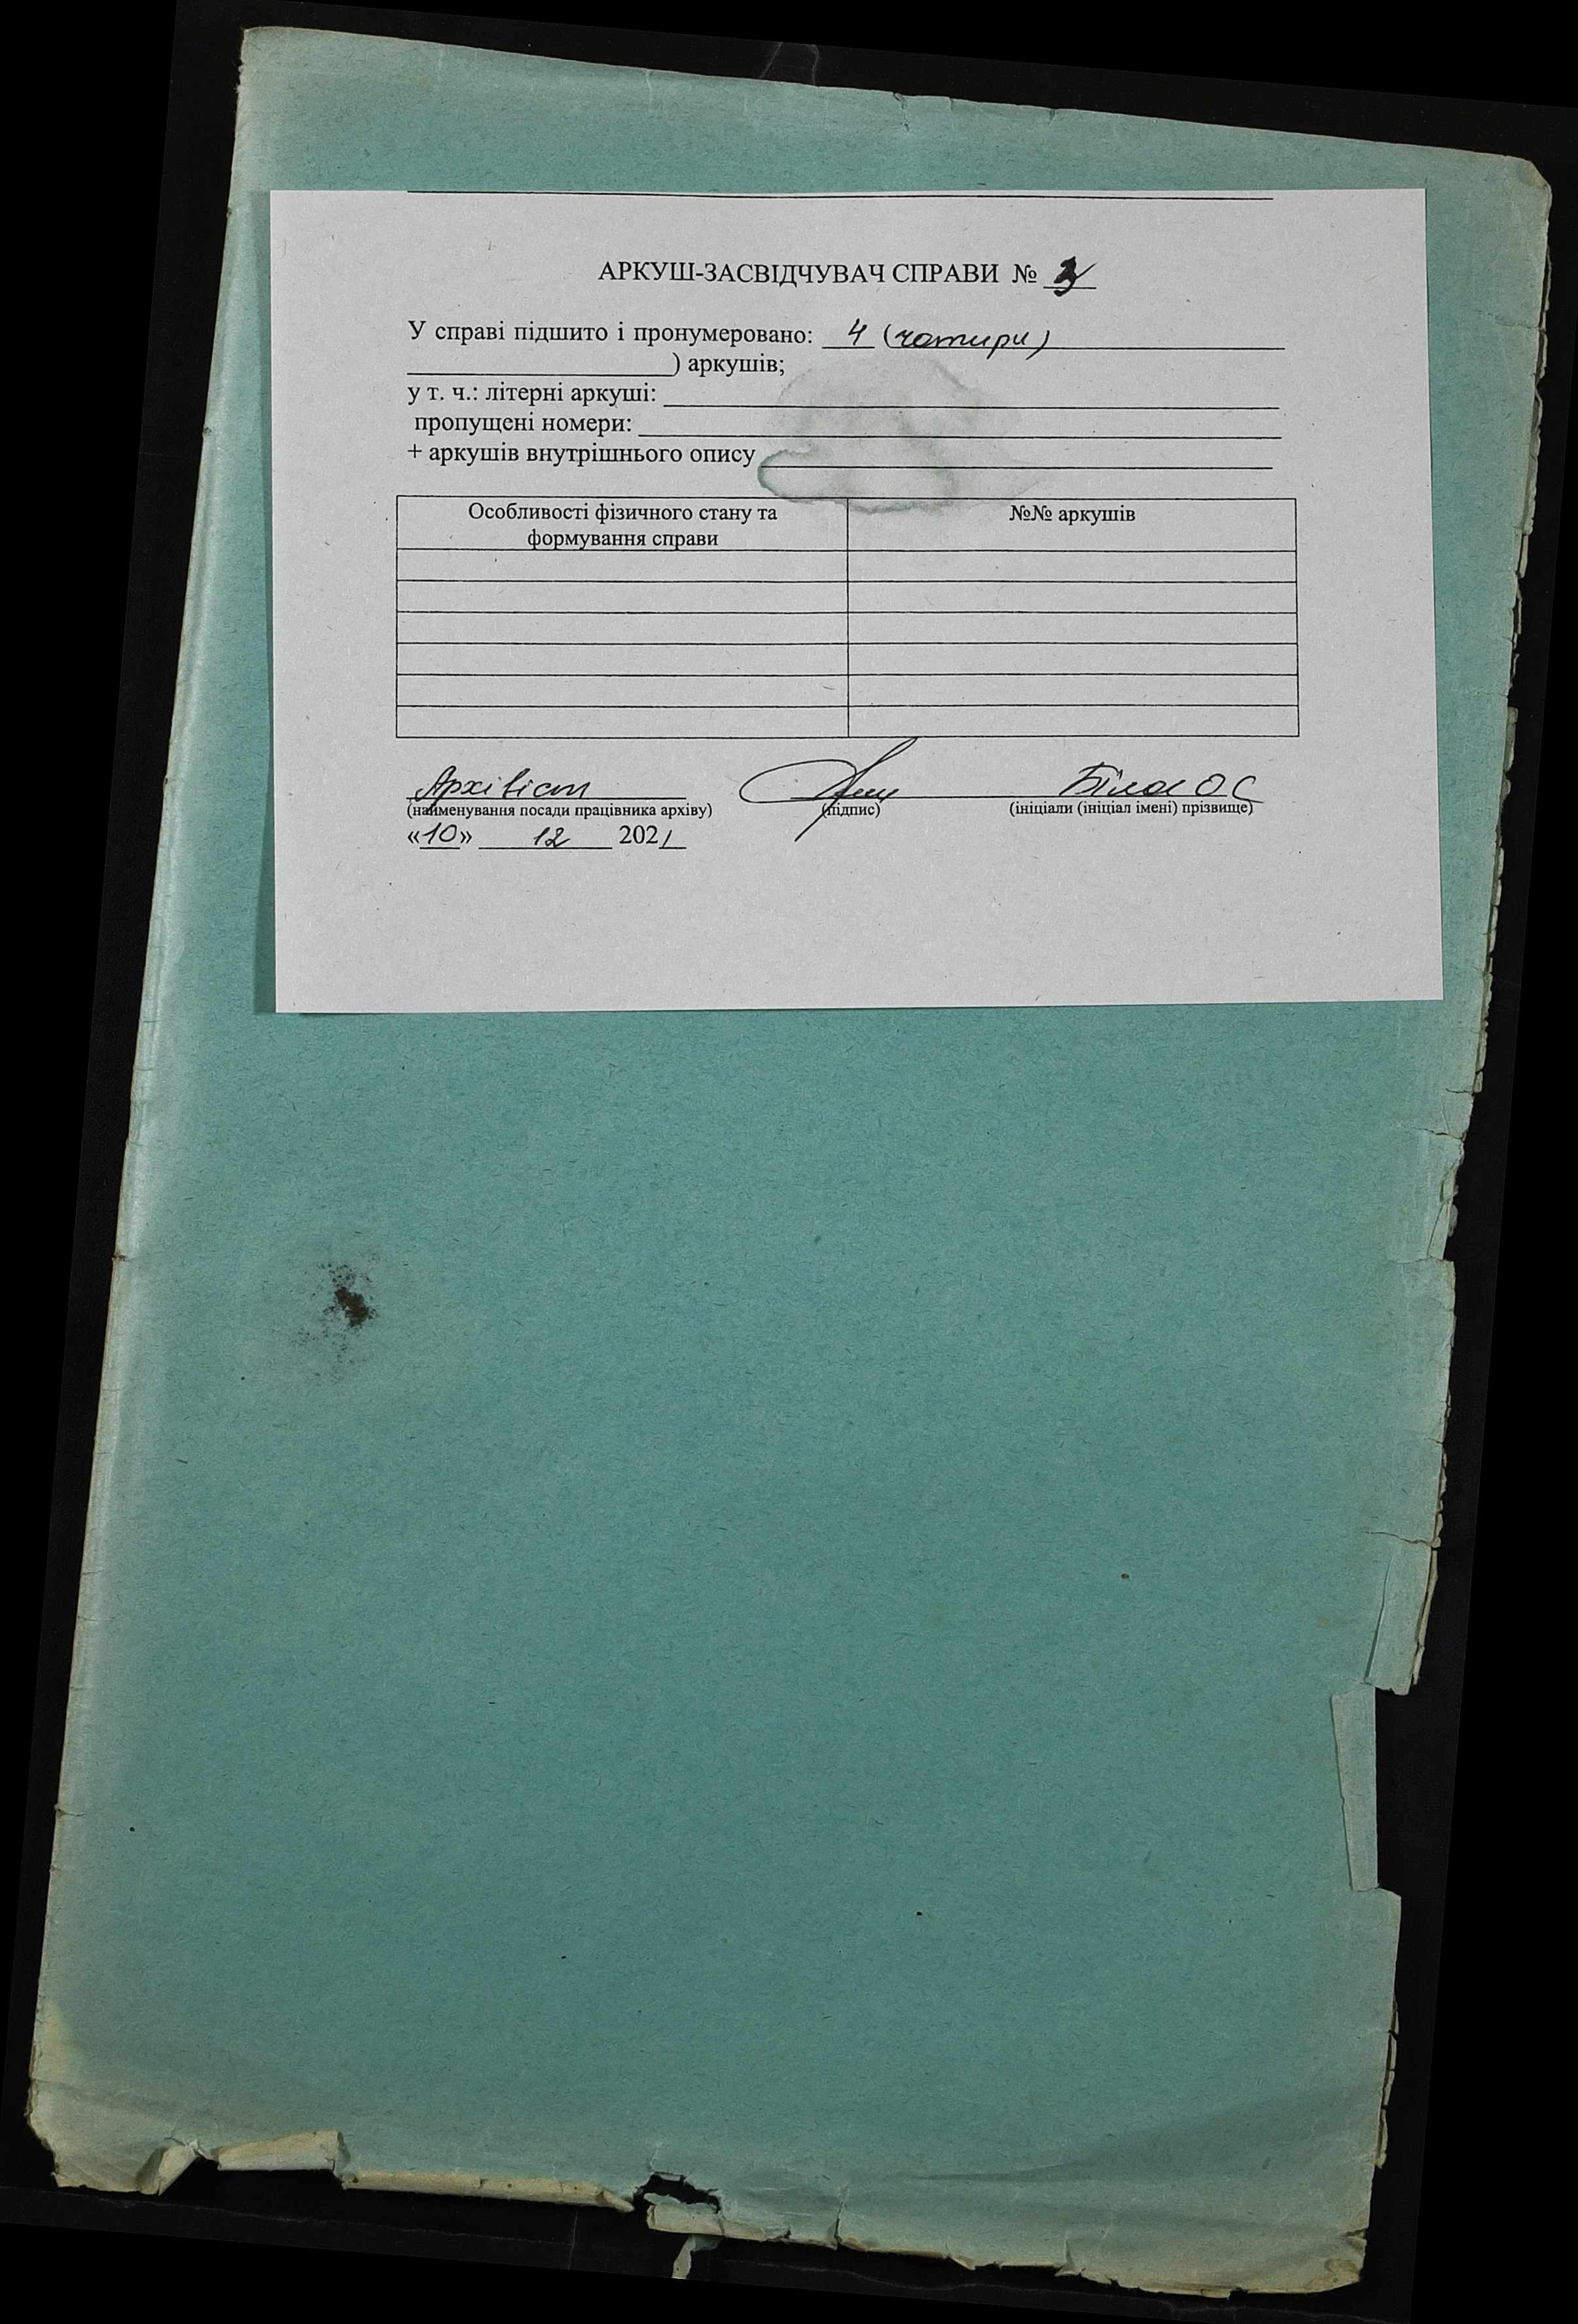 АРКУШ-ЗАСВІДЧУВАЧ СПРАВИ №
У справі підшито і пронумеровано: 4 (чотири)
) аркушів;
у т. ч.: літерні аркуші:
пропущені номери:
+ аркушів внутрішнього опису
Особливості фізичного стану та
формування справи
№№ аркушів
Архівіст Біла О С
(найменування посади працівника архіву) (підпис) (ініціали (ініціал імені) прізвище)
«10» 12 2021